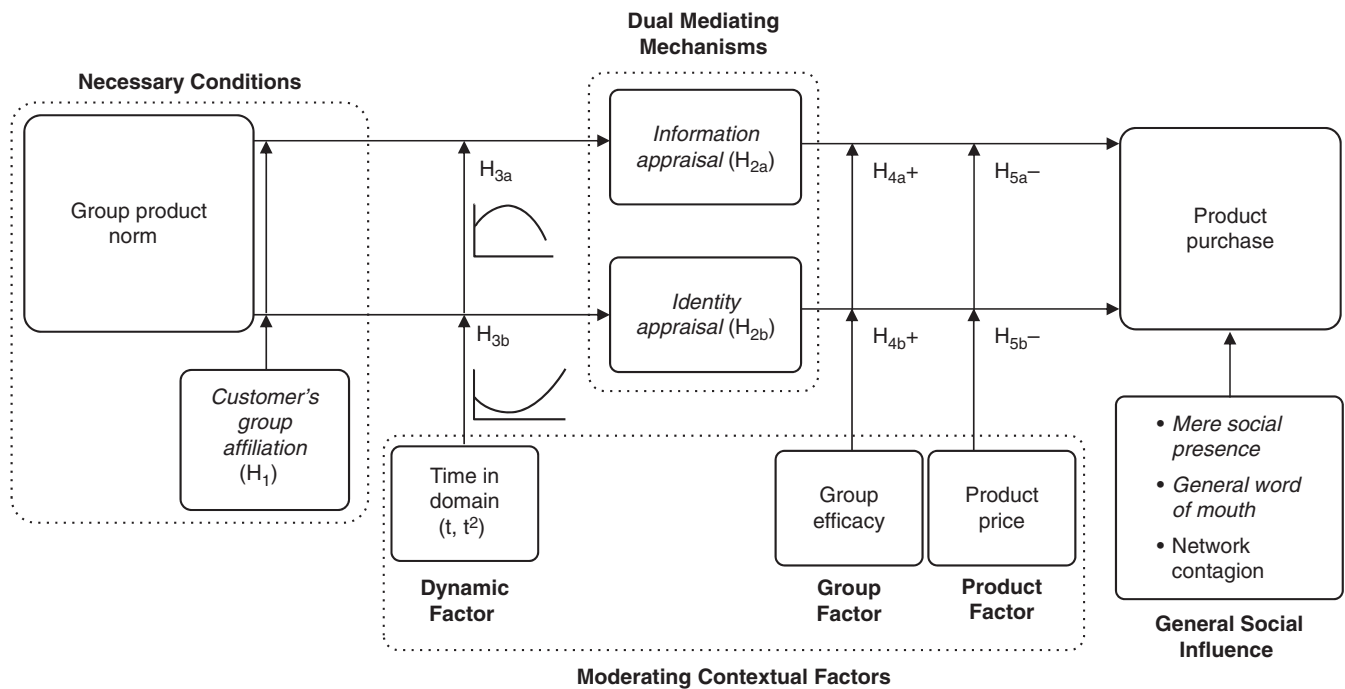 Dual Mediating
Mechanisms
Necessary Conditions
Group product
norm
Customer's
group
affiliation
(H₁)
H₃ₐ
H₃b
Information
appraisal (H₂ₐ)
Identity
appraisal (H₂b)
H₄ₐ+
H₅ₐ–
H₄b+
H₅b–
Product
purchase
Time in
domain
(t, t²)
Dynamic
Factor
Group
efficacy
Group
Factor
Product
price
Product
Factor
Moderating Contextual Factors
• Mere social
presence
• General word
of mouth
• Network
contagion
General Social
Influence